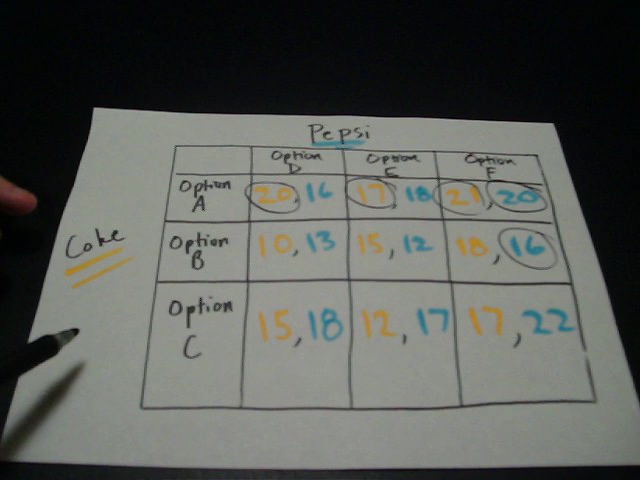 Pepsi
Option D
Option E
Option F
Coke
Option A
20, 16
17, 18
21, 20
Option B
10, 13
15, 12
18, 16
Option C
15, 18
12, 17
17, 22